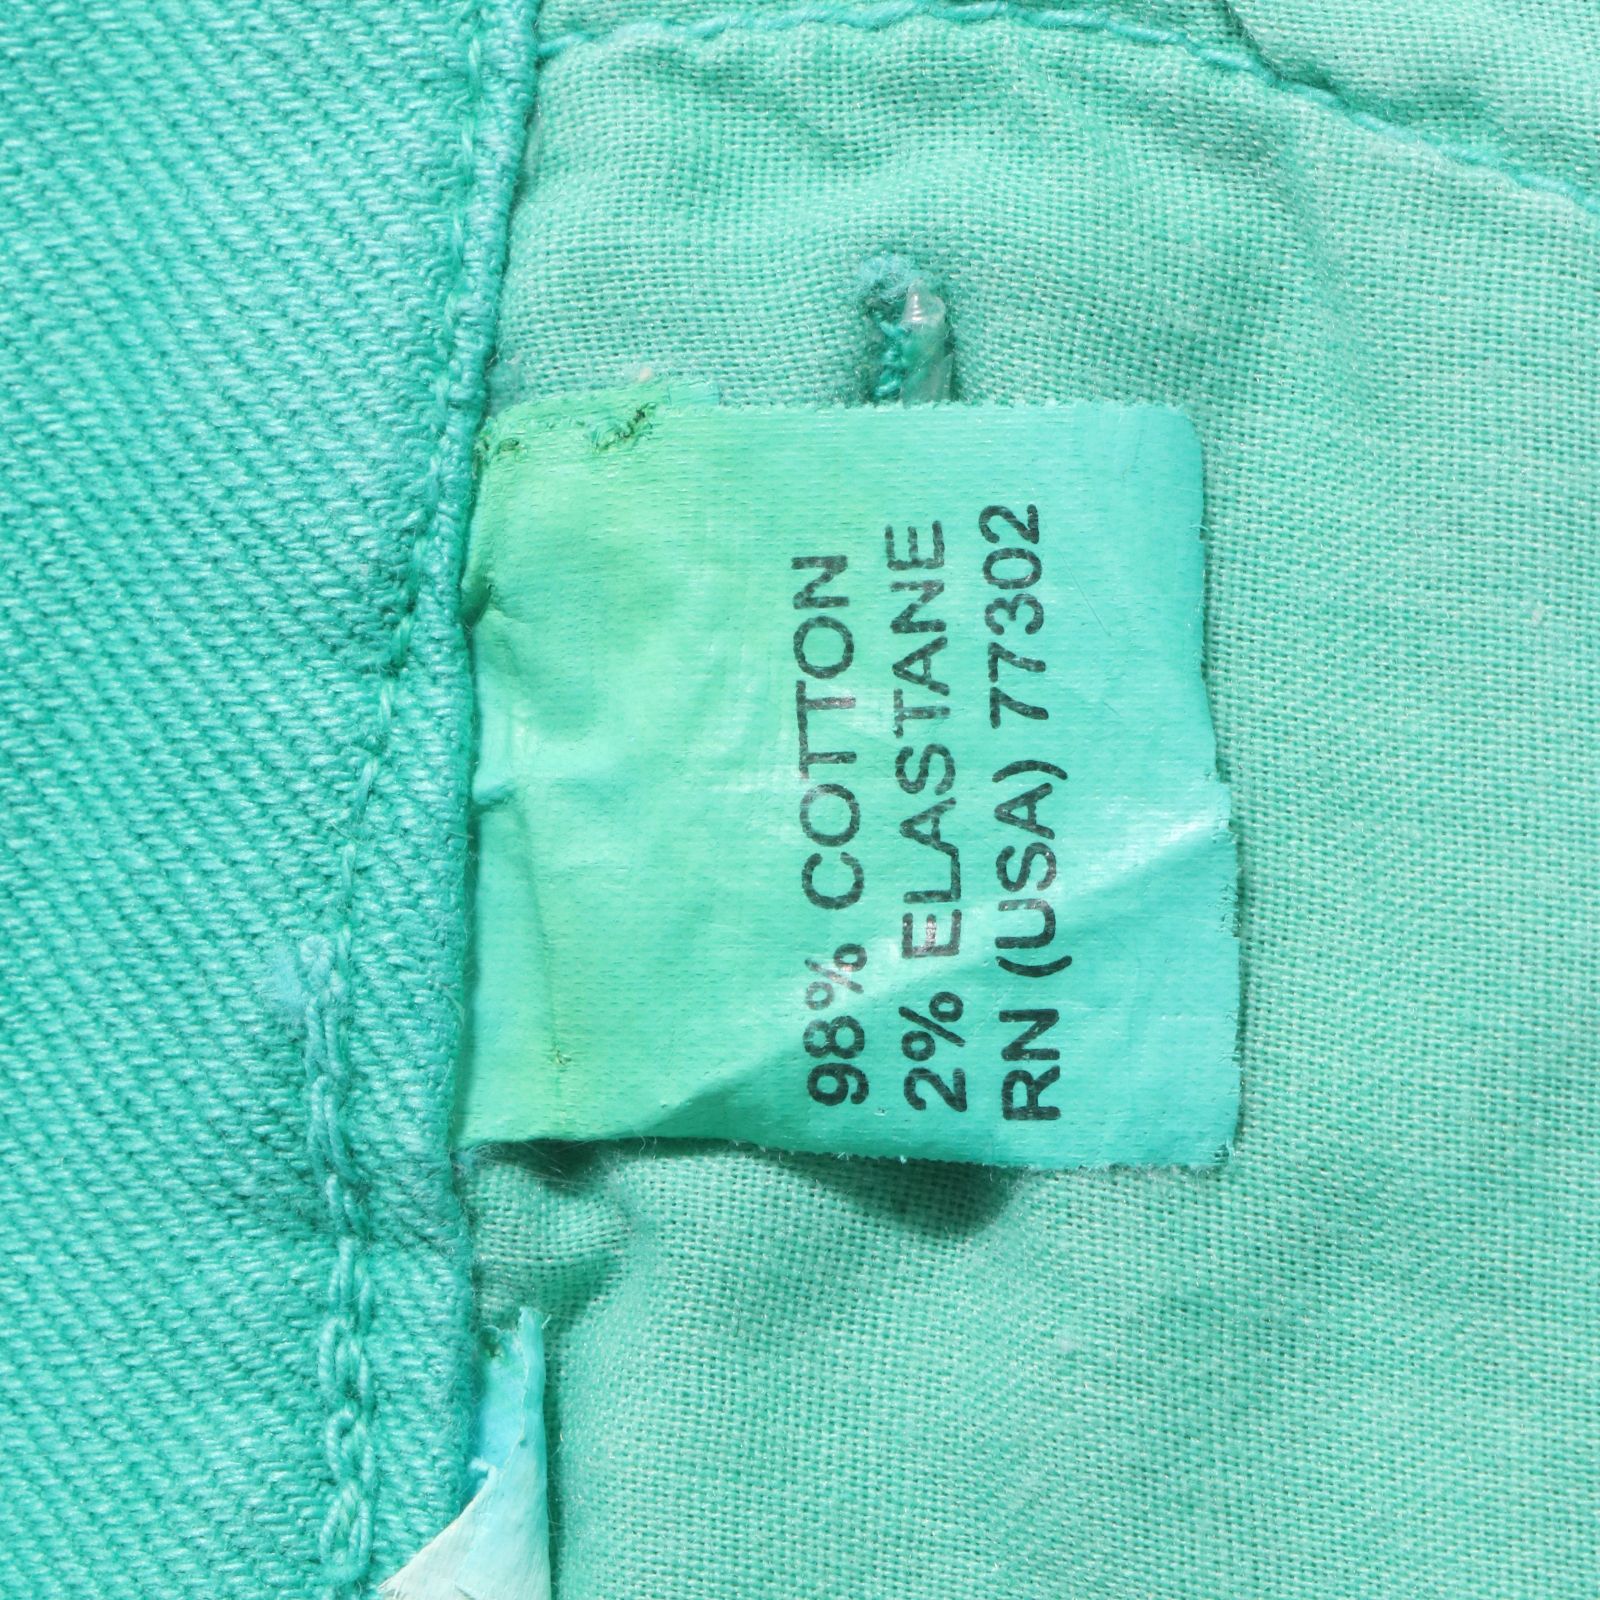 98% COTTON
2% ELASTANE
RN (USA) 77302